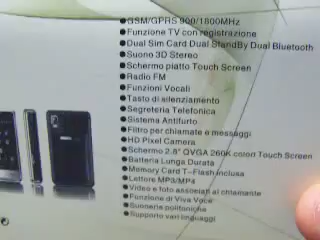 ●GSM/GPRS 900/1800MHz
●Funzione TV con registrazione
●Dual Sim Card Dual StandBy Dual Bluetooth
●Suono 3D Stereo
●Schermo piatto Touch Screen
●Radio FM
●Funzioni Vocali
●Tasto di silenziamento
●Segreteria Telefonica
●Sistema Antifurto
●Filtro per chiamate e messaggi
●HD Pixel Camera
●Schermo 2.8" QVGA 260K colori Touch Screen
●Batteria Lunga Durata
●Memory Card T-Flash inclusa
●Lettore MP3/MP4
●Video e foto associati al chiamante
●Funzione di Viva Voce
●Suonerie polifoniche
●Supporto vari linguaggi